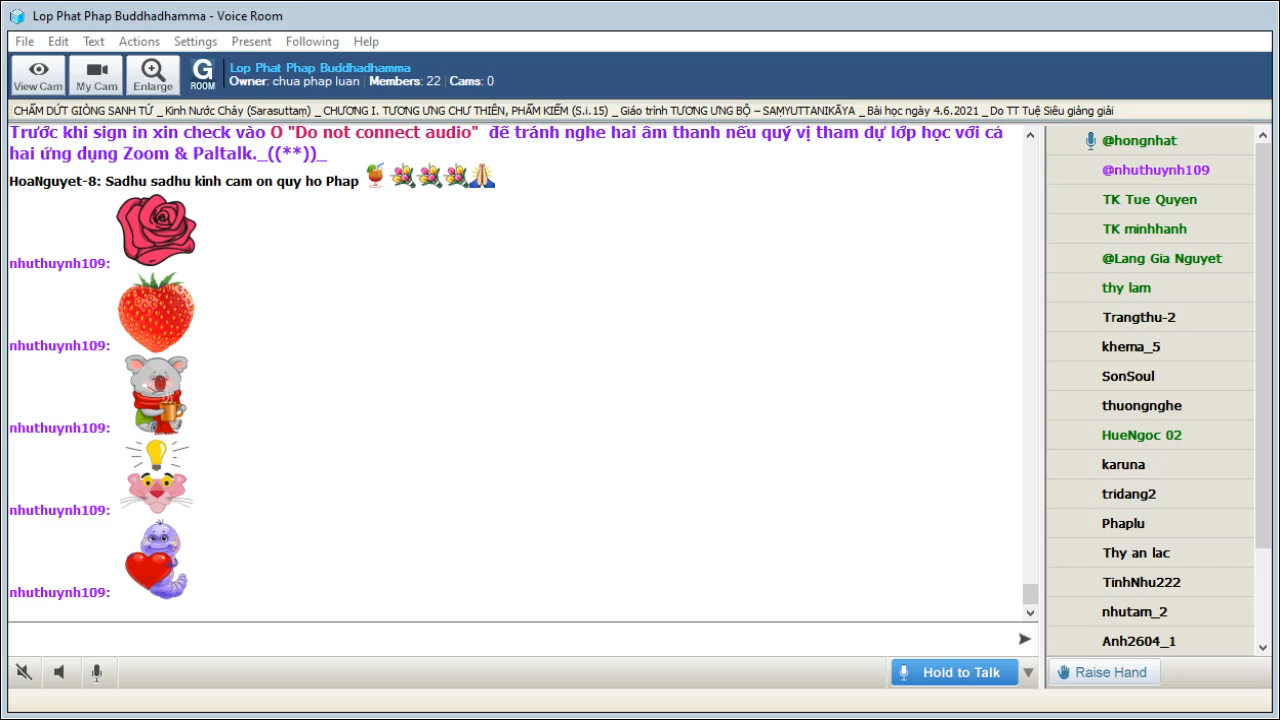 Lop Phat Phap Buddhadhamma - Voice Room
File Edit Text Actions Settings Present Following Help
View Cam
My Cam
Enlarge
G
ROOM
Lop Phat Phap Buddhadhamma
Owner: chua phap luan Members: 22 Cams: 0
CHẤM DỨT GIÒNG SANH TỬ _Kinh Nước Chảy (Sarasuttaṃ) _CHƯƠNG I. TƯƠNG ƯNG CHƯ THIÊN, PHẨM KIẾM (S.i.15) _Giáo trình TƯƠNG ƯNG BỘ – SAṂYUTTANIKĀYA _Bài học ngày 4.6.2021 _Do TT Tuệ Siêu giảng giải
Trước khi sign in xin check vào O "Do not connect audio" để tránh nghe hai âm thanh nếu quý vị tham dự lớp học với cả
hai ứng dụng Zoom & Paltalk._((**))_
HoaNguyet-8: Sadhu sadhu kinh cam on quy ho Phap
nhuthuynh109:
nhuthuynh109:
nhuthuynh109:
nhuthuynh109:
nhuthuynh109:
@hongnhat
@nhuthuynh109
TK Tue Quyen
TK minhhanh
@Lang Gia Nguyet
thy lam
Trangthu-2
khema_5
SonSoul
thuongnghe
HueNgoc 02
karuna
tridang2
Phaplu
Thy an lac
TinhNhu222
nhutam_2
Anh2604_1
Hold to Talk
Raise Hand